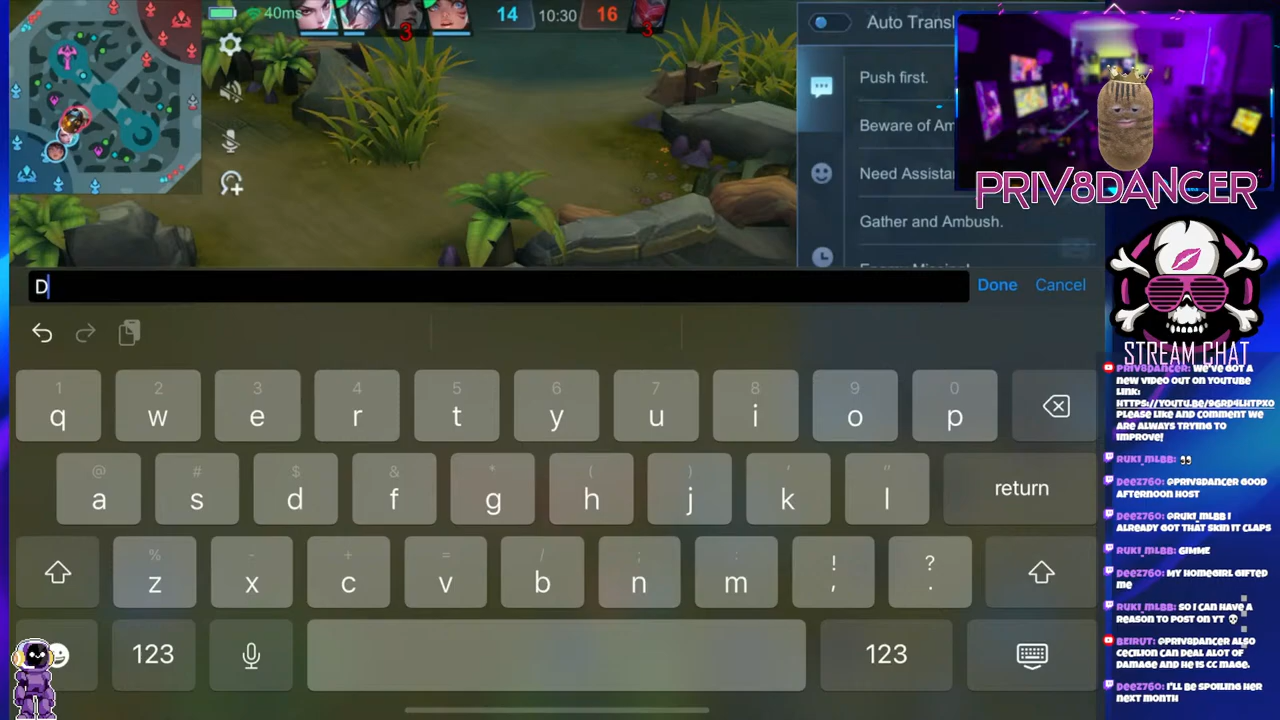 40ms
3
14
10:30
16
3
Auto Transl
Push first.
Beware of Am
Need Assista
Gather and Ambush.
PRIV8DANCER
D
Done
Cancel
1 2 3 4 5 6 7 8 9 0
q w e r t y u i o p
@ # $ & * ( ) ' "
a s d f g h j k l
return
% - + = / ; : ! ?
z x c v b n m , .
123
123
STREAM CHAT
PRIV8DANCER: WE'VE GOT A
NEW VIDEO OUT ON YOUTUBE
LINK:
PLEASE LIKE AND COMMENT WE
ARE ALWAYS TRYING TO
IMPROVE!
RUKI_MLBB: 👀
DEEZ760: @PRIV8DANCER GOOD
AFTERNOON HOST
DEEZ760: @RUKI_MLBB I
ALREADY GOT THAT SKIN IT CLAPS
RUKI_MLBB: GIMME
DEEZ760: MY HOMEGIRL GIFTED
ME
RUKI_MLBB: SO I CAN HAVE A
REASON TO POST ON YT 💀
BEIRUT: @PRIV8DANCER ALSO
CECILION CAN DEAL ALOT OF
DAMAGE AND HE IS CC MAGE.
DEEZ760: I'LL BE SPOILING HER
NEXT MONTH